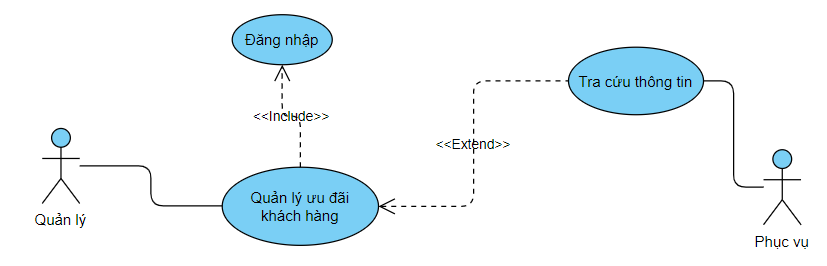 Đăng nhập
Tra cứu thông tin
<<Include>>
<<Extend>>
Quản lý ưu đãi
khách hàng
Quản lý
Phục vụ